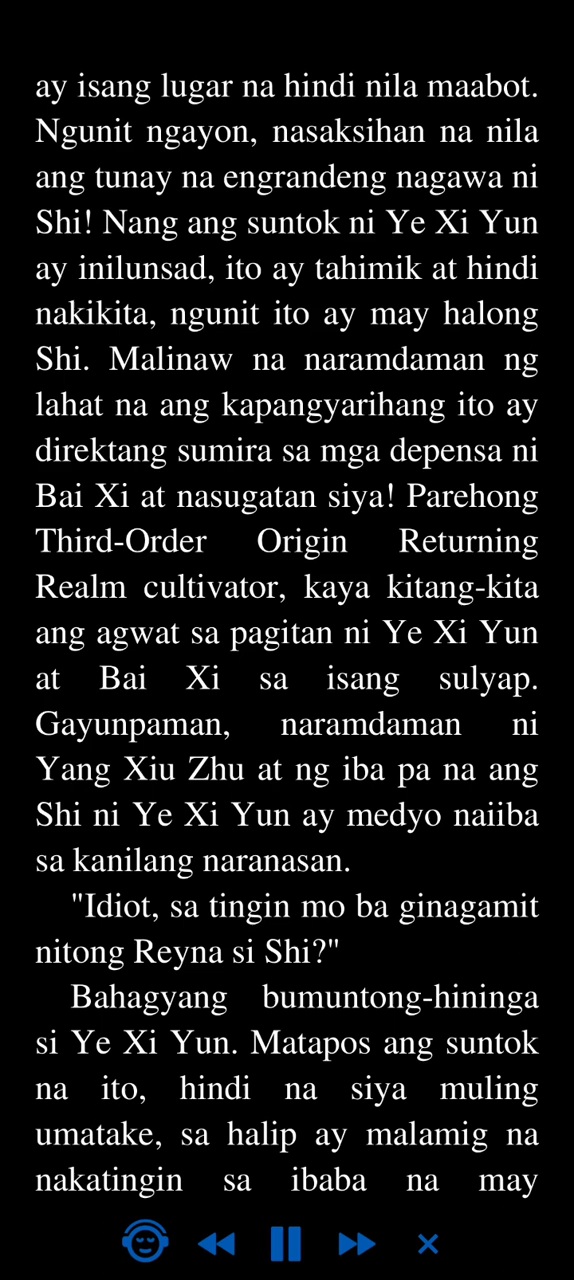 ay isang lugar na hindi nila maabot.
Ngunit ngayon, nasaksihan na nila
ang tunay na engrandeng nagawa ni
Shi! Nang ang suntok ni Ye Xi Yun
ay inilunsad, ito ay tahimik at hindi
nakikita, ngunit ito ay may halong
Shi. Malinaw na naramdaman ng
lahat na ang kapangyarihang ito ay
direktang sumira sa mga depensa ni
Bai Xi at nasugatan siya! Parehong
Third-Order Origin Returning
Realm cultivator, kaya kitang-kita
ang agwat sa pagitan ni Ye Xi Yun
at Bai Xi sa isang sulyap.
Gayunpaman, naramdaman ni
Yang Xiu Zhu at ng iba pa na ang
Shi ni Ye Xi Yun ay medyo naiiba
sa kanilang naranasan.
"Idiot, sa tingin mo ba ginagamit
nitong Reyna si Shi?"
Bahagyang bumuntong-hininga
si Ye Xi Yun. Matapos ang suntok
na ito, hindi na siya muling
umatake, sa halip ay malamig na
nakatingin sa ibaba na may